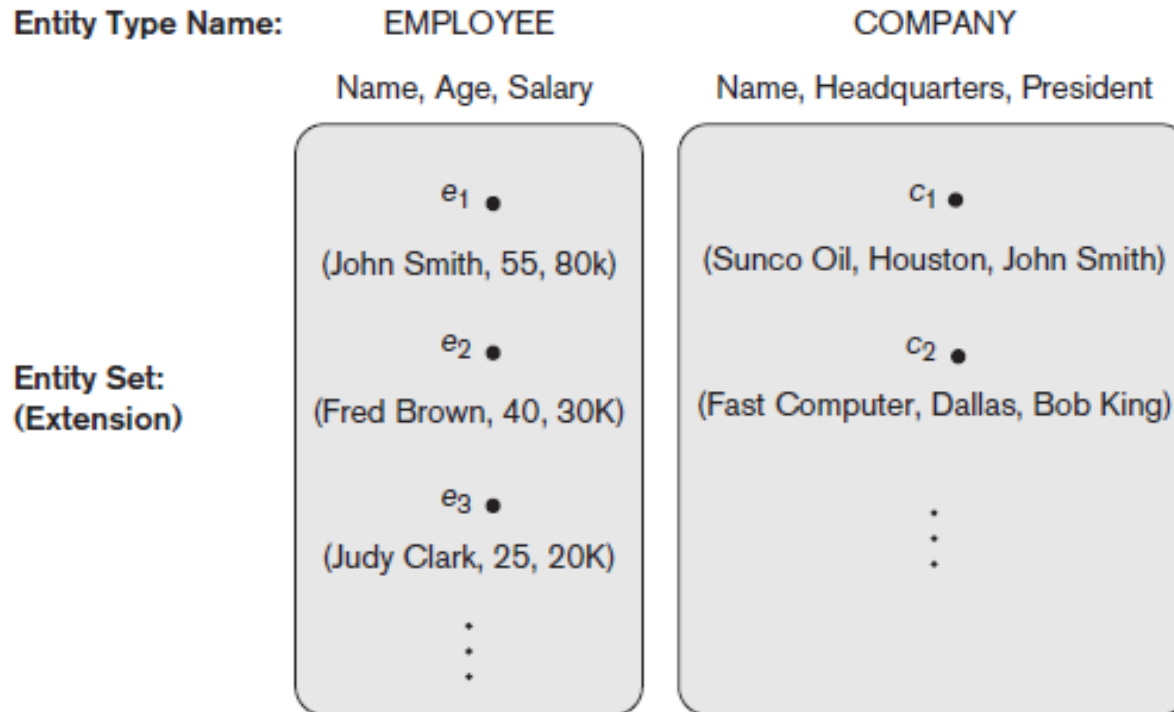 Entity Type Name: EMPLOYEE COMPANY
Name, Age, Salary Name, Headquarters, President
e1 c1
(John Smith, 55, 80k) (Sunco Oil, Houston, John Smith)
e2 c2
Entity Set:
(Extension) (Fred Brown, 40, 30K) (Fast Computer, Dallas, Bob King)
e3
(Judy Clark, 25, 20K)